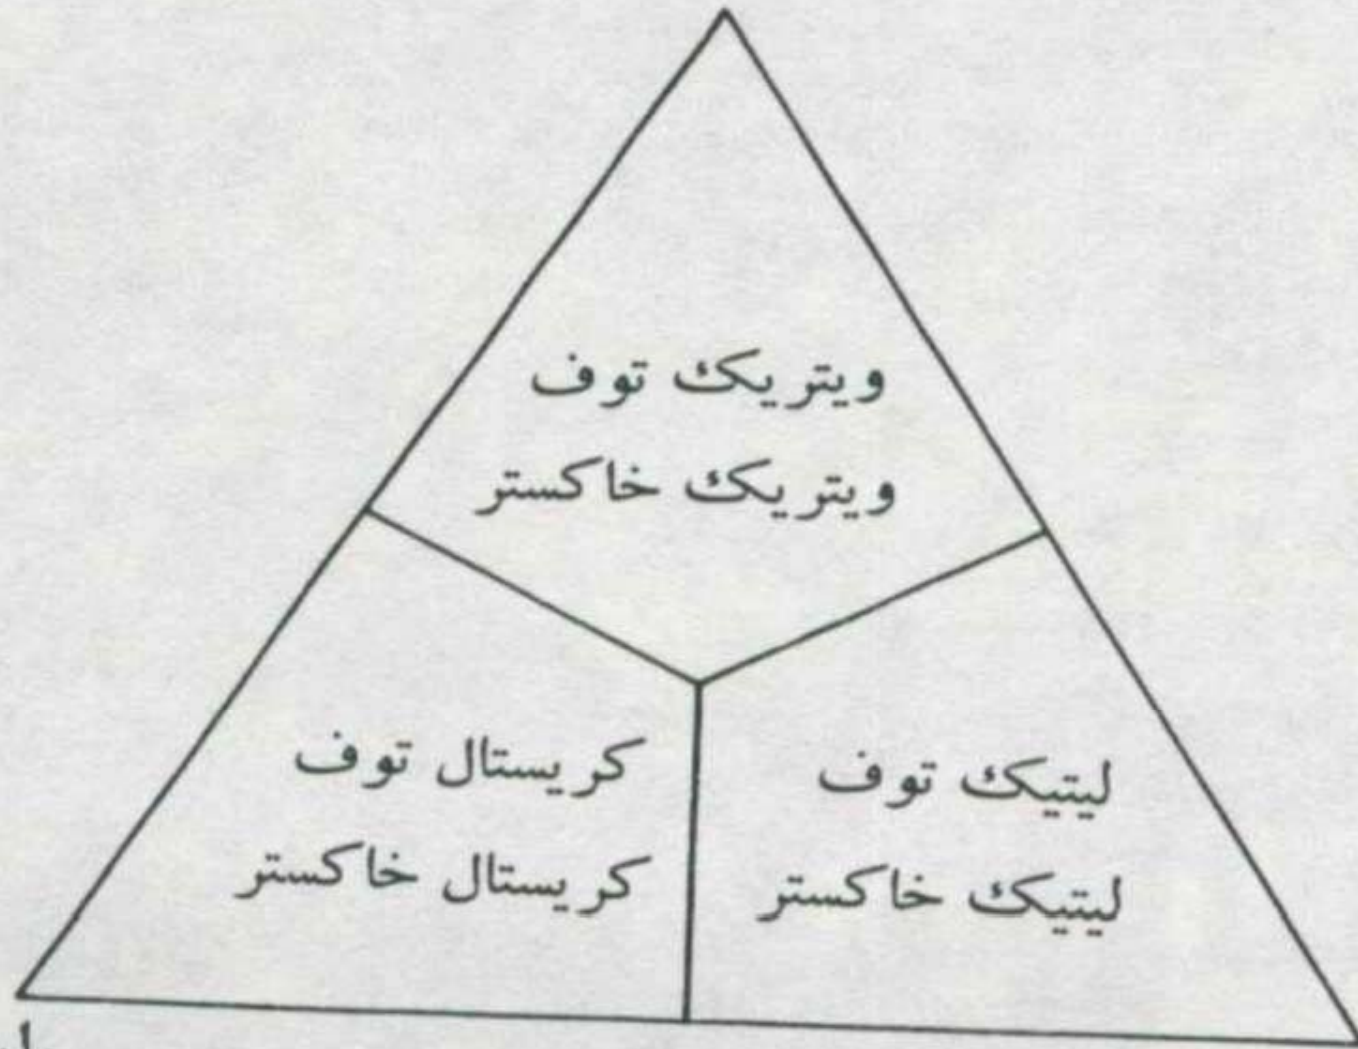 ویتریک توف
ویتریک خاکستر
لیتیک توف
لیتیک خاکستر
کریستال توف
کریستال خاکستر